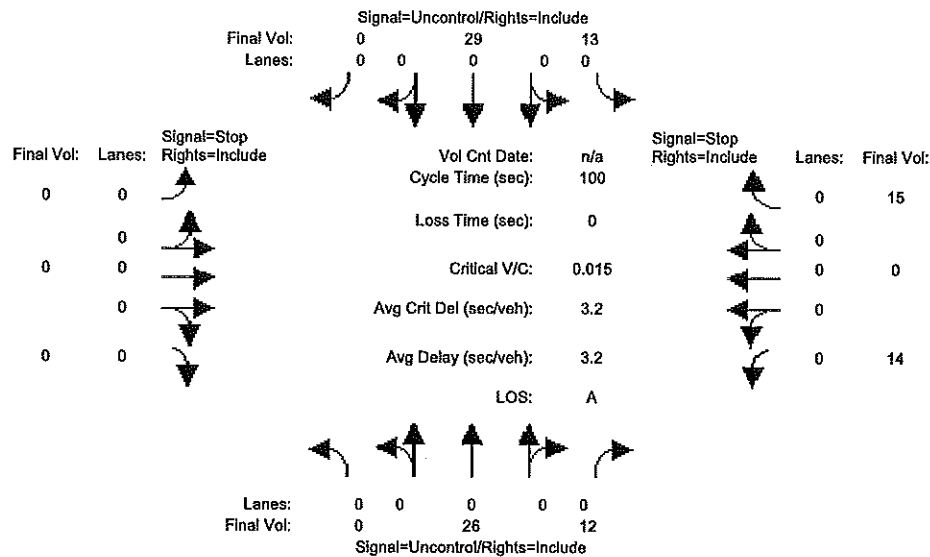 Signal=Uncontrol/Rights=Include
Final Vol: 0 29 13
Lanes: 0 0 0 0 0
Signal=Stop
Final Vol: Lanes: Rights=Include
0 0
0
0 0
0
0 0
Vol Cnt Date: n/a
Cycle Time (sec): 100
Loss Time (sec): 0
Critical V/C: 0.015
Avg Crit Del (sec/veh): 3.2
Avg Delay (sec/veh): 3.2
LOS: A
Signal=Stop
Rights=Include Lanes: Final Vol:
0 15
0
0 0
0
0 14
Lanes: 0 0 0 0 0
Final Vol: 0 26 12
Signal=Uncontrol/Rights=Include